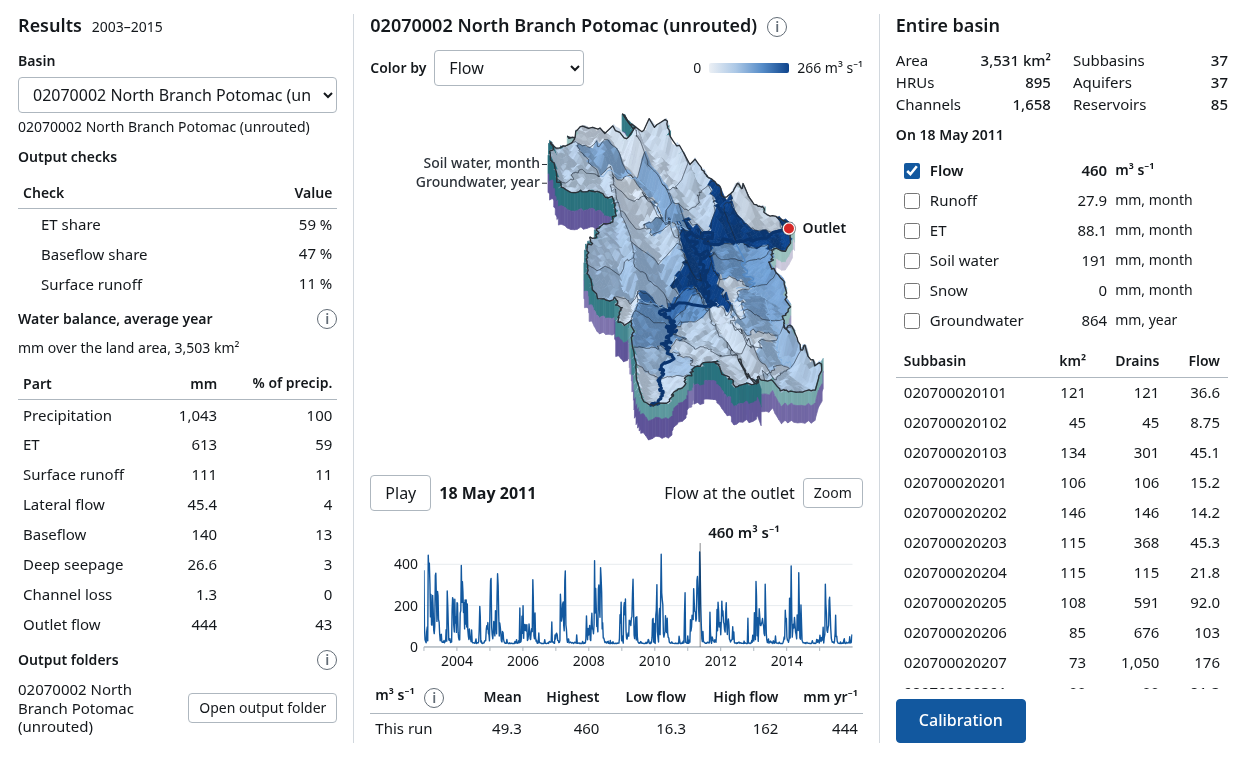 Results 2003–2015
Basin
02070002 North Branch Potomac (un
02070002 North Branch Potomac (unrouted)
Output checks
Check Value
ET share 59 %
Baseflow share 47 %
Surface runoff 11 %
Water balance, average year
mm over the land area, 3,503 km²
Part mm % of precip.
Precipitation 1,043 100
ET 613 59
Surface runoff 111 11
Lateral flow 45.4 4
Baseflow 140 13
Deep seepage 26.6 3
Channel loss 1.3 0
Outlet flow 444 43
Output folders
02070002 North
Branch Potomac
(unrouted)
Open output folder
02070002 North Branch Potomac (unrouted)
Color by Flow 0 266 m³ s⁻¹
Soil water, month
Groundwater, year
Outlet
Play 18 May 2011 Flow at the outlet Zoom
460 m³ s⁻¹
400
200
0
2004 2006 2008 2010 2012 2014
m³ s⁻¹ Mean Highest Low flow High flow mm yr⁻¹
This run 49.3 460 16.3 162 444
Entire basin
Area 3,531 km² Subbasins 37
HRUs 895 Aquifers 37
Channels 1,658 Reservoirs 85
On 18 May 2011
Flow 460 m³ s⁻¹
Runoff 27.9 mm, month
ET 88.1 mm, month
Soil water 191 mm, month
Snow 0 mm, month
Groundwater 864 mm, year
Subbasin km² Drains Flow
020700020101 121 121 36.6
020700020102 45 45 8.75
020700020103 134 301 45.1
020700020201 106 106 15.2
020700020202 146 146 14.2
020700020203 115 368 45.3
020700020204 115 115 21.8
020700020205 108 591 92.0
020700020206 85 676 103
020700020207 73 1,050 176
Calibration